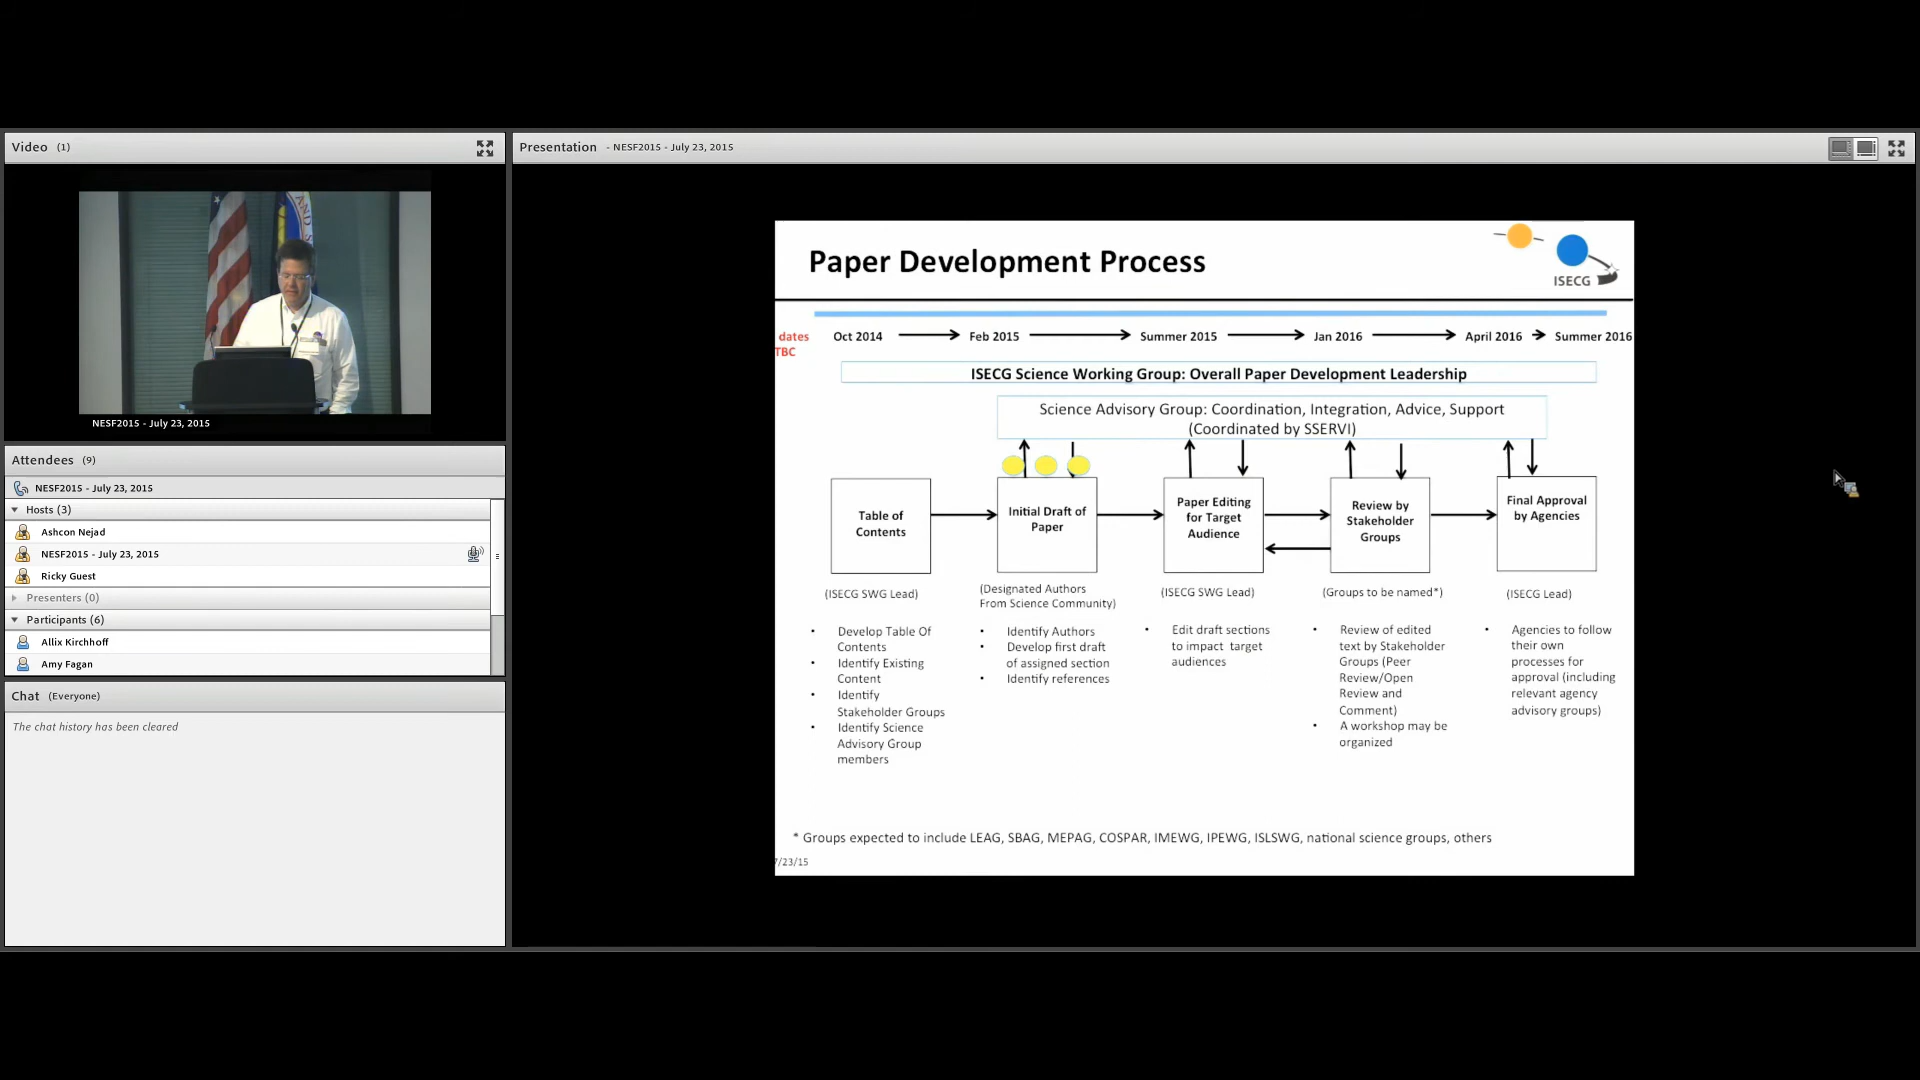 Video (1)
NESF2015 - July 23, 2015
Attendees (9)
NESF2015 - July 23, 2015
Hosts (3)
Ashcon Nejad
NESF2015 - July 23, 2015
Ricky Guest
Presenters (0)
Participants (6)
Allix Kirchhoff
Amy Fagan
Chat (Everyone)
The chat history has been cleared
Presentation - NESF2015 - July 23, 2015
Paper Development Process
ISECG
dates
TBC
Oct 2014 Feb 2015 Summer 2015 Jan 2016 April 2016 Summer 2016
ISECG Science Working Group: Overall Paper Development Leadership
Science Advisory Group: Coordination, Integration, Advice, Support
(Coordinated by SSERVI)
Table of
Contents
(ISECG SWG Lead)
• Develop Table Of
Contents
• Identify Existing
Content
• Identify
Stakeholder Groups
• Identify Science
Advisory Group
members
Initial Draft of
Paper
(Designated Authors
From Science Community)
• Identify Authors
• Develop first draft
of assigned section
• Identify references
Paper Editing
for Target
Audience
(ISECG SWG Lead)
• Edit draft sections
to impact target
audiences
Review by
Stakeholder
Groups
(Groups to be named*)
• Review of edited
text by Stakeholder
Groups (Peer
Review/Open
Review and
Comment)
• A workshop may be
organized
Final Approval
by Agencies
(ISECG Lead)
• Agencies to follow
their own
processes for
approval (including
relevant agency
advisory groups)
* Groups expected to include LEAG, SBAG, MEPAG, COSPAR, IMEWG, IPEWG, ISLSWG, national science groups, others
7/23/15